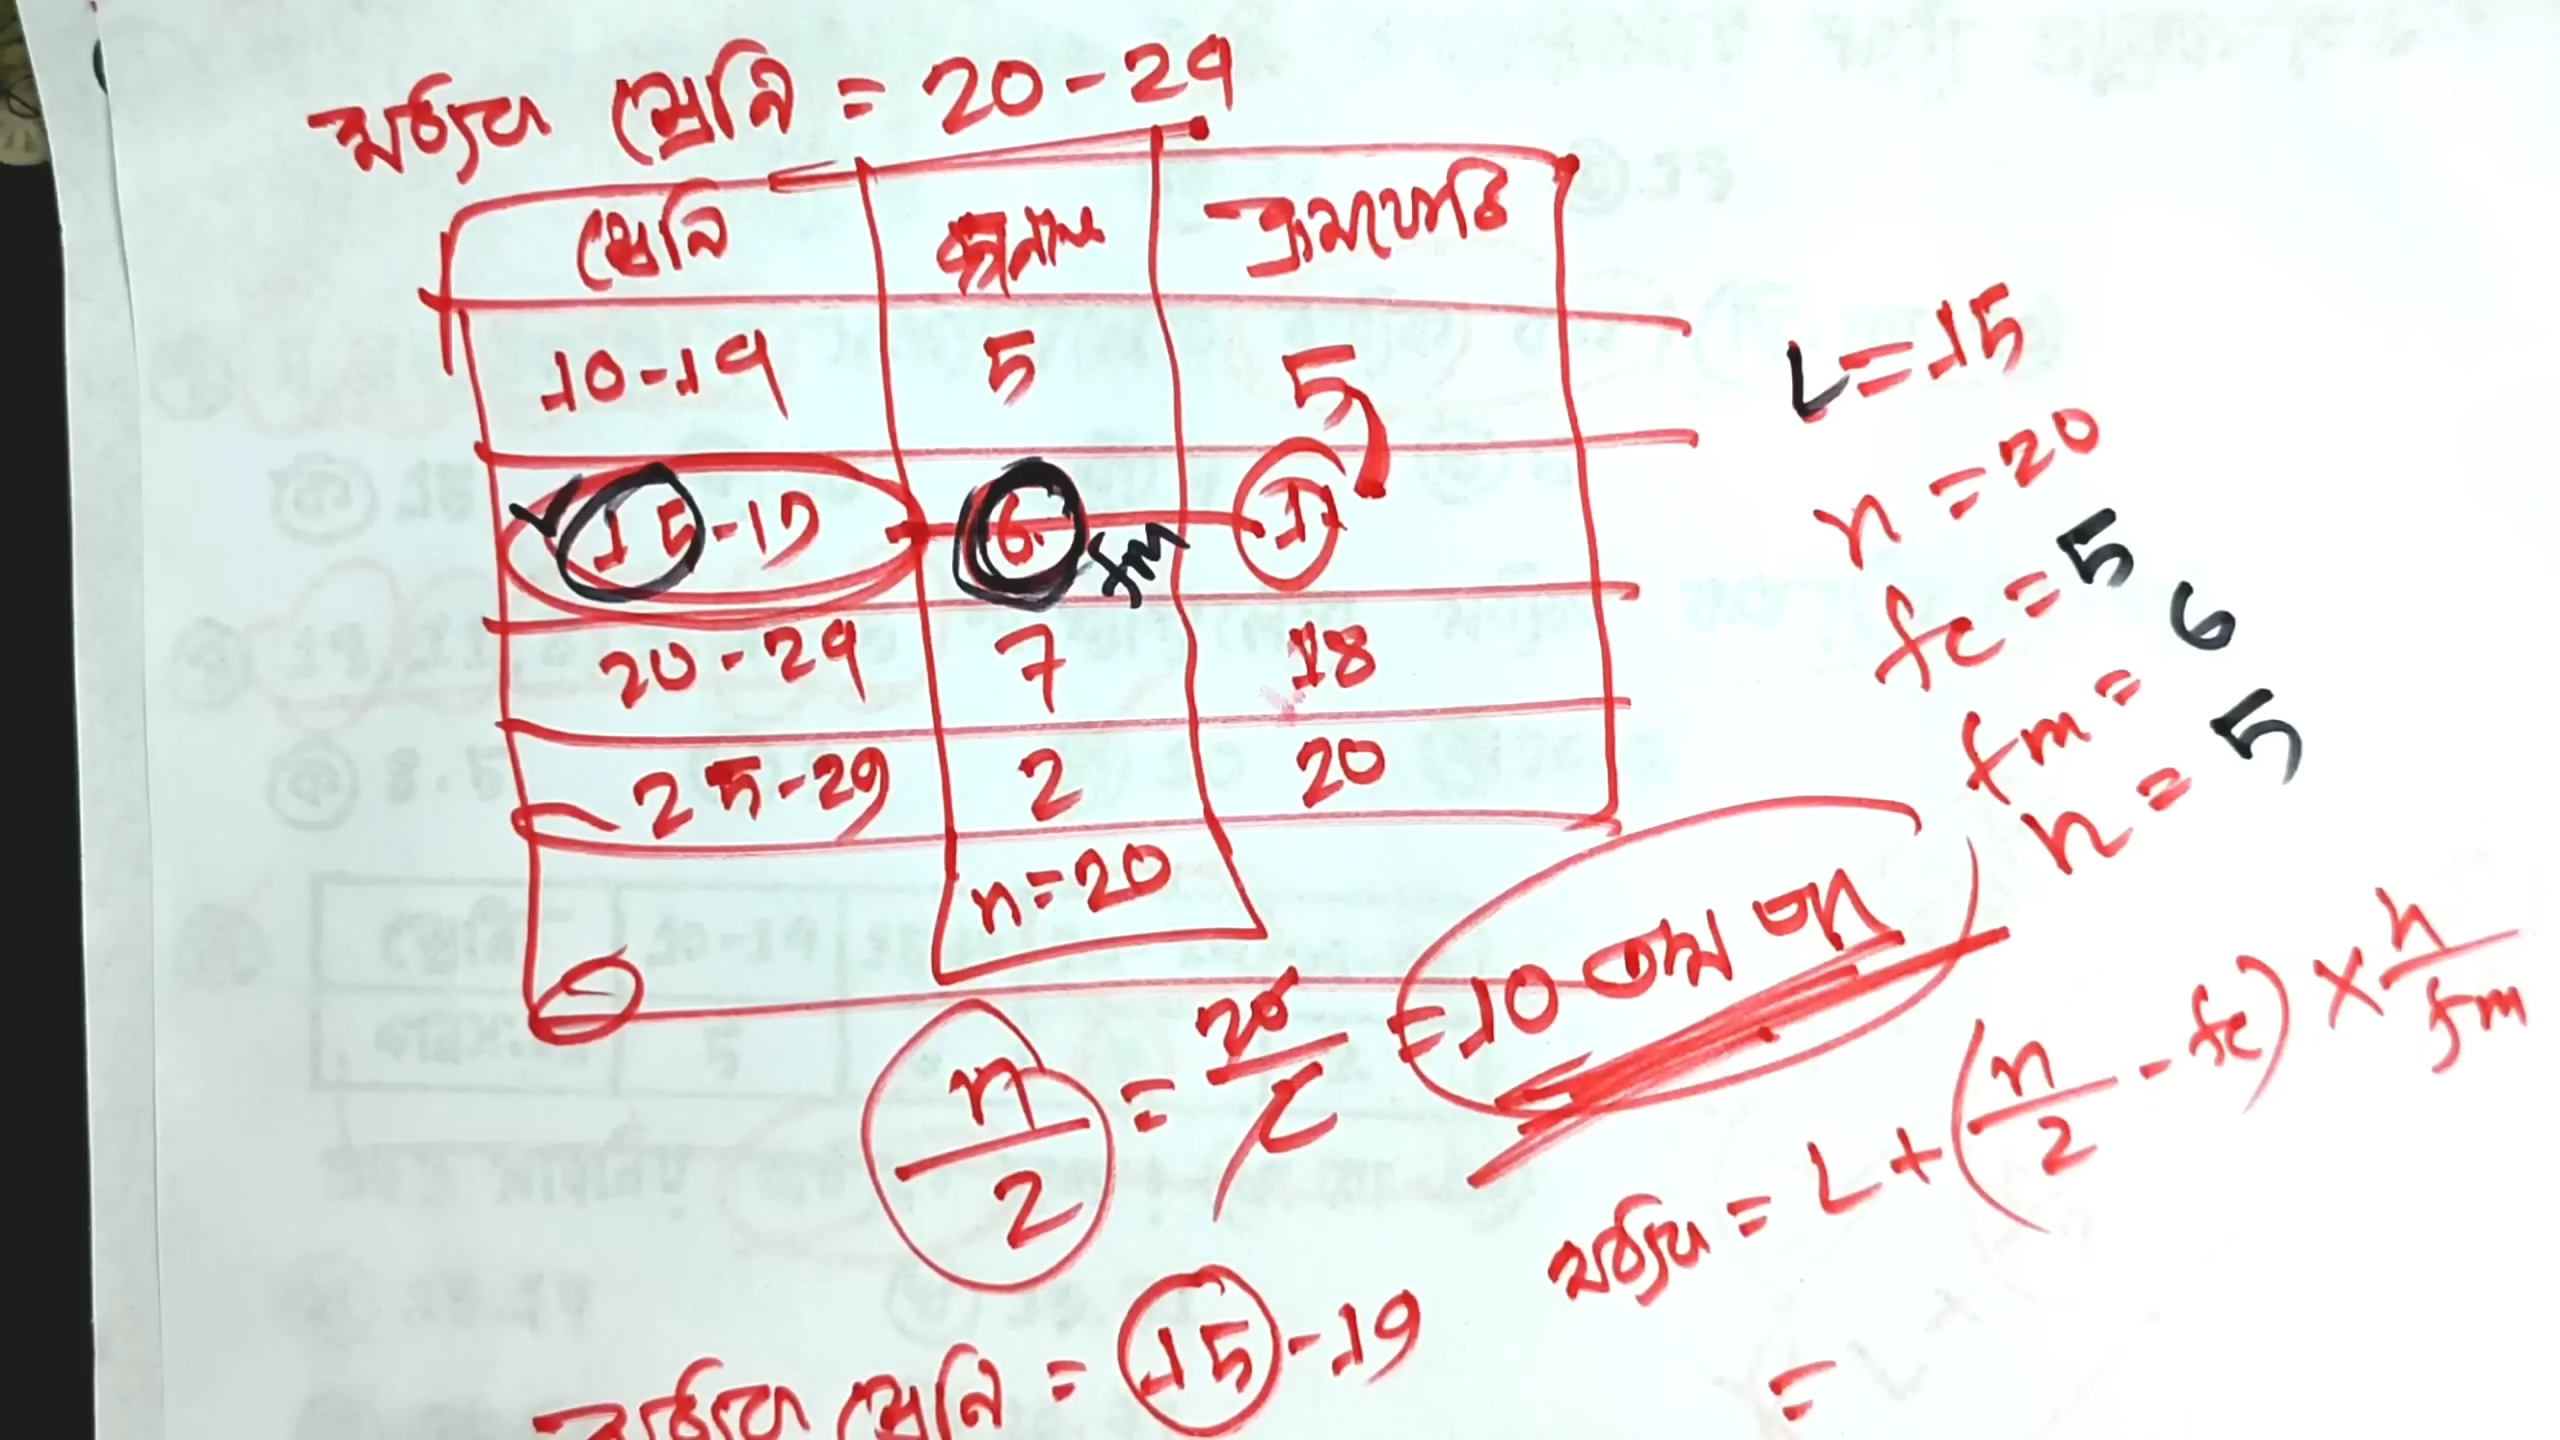 মধ্যক শ্রেনি = 20-24
শ্রেনি ক্রমযোজিত
10-14 5 5
15-19 6 fm 11
20-24 7 18
25-29 2 20
n=20
L=15
n=20
fc=5
fm=6
h=5
n/2 = 20/2 = 10 তম পদ
মধ্যক = L+(n/2 - fc) × h/fm
=
মধ্যক শ্রেনি = 15-19